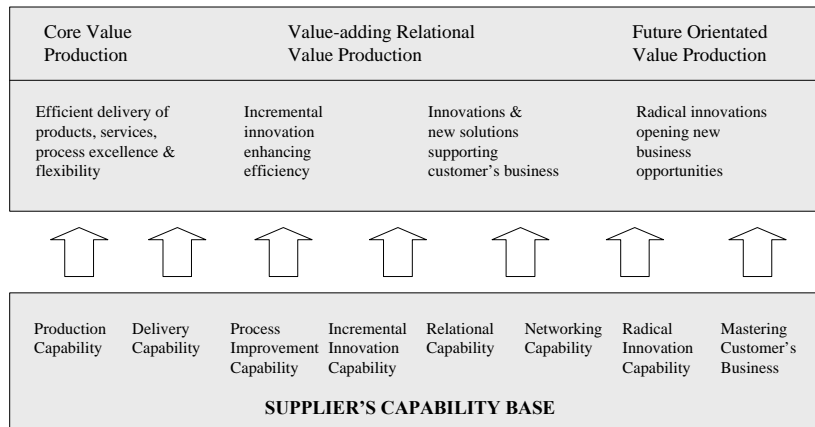 Core Value
Production
Value-adding Relational
Value Production
Future Orientated
Value Production
Efficient delivery of
products, services,
process excellence &
flexibility
Incremental
innovation
enhancing
efficiency
Innovations &
new solutions
supporting
customer's business
Radical innovations
opening new
business
opportunities
Production
Capability
Delivery
Capability
Process
Improvement
Capability
Incremental
Innovation
Capability
Relational
Capability
Networking
Capability
Radical
Innovation
Capability
Mastering
Customer's
Business
SUPPLIER'S CAPABILITY BASE